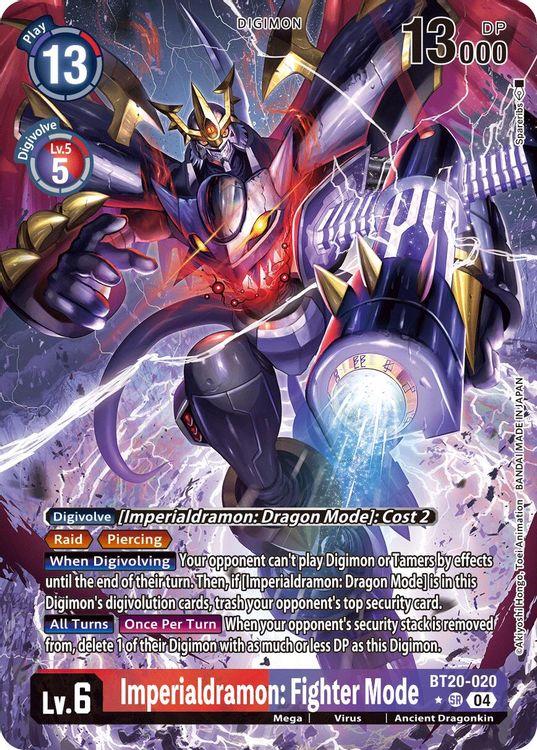 DIGIMON
Play
13
DP
13000
Digivolve
Lv.5
5
Spareribs
Digivolve [Imperialdramon: Dragon Mode]: Cost 2
Raid Piercing
When Digivolving Your opponent can't play Digimon or Tamers by effects
until the end of their turn. Then, if [Imperialdramon: Dragon Mode] is in this
Digimon's digivolution cards, trash your opponent's top security card.
All Turns Once Per Turn When your opponent's security stack is removed
from, delete 1 of their Digimon with as much or less DP as this Digimon.
©Akiyoshi Hongo, Toei Animation BANDAI MADE IN JAPAN
Lv.6
Imperialdramon: Fighter Mode
BT20-020
SR 04
Mega Virus Ancient Dragonkin